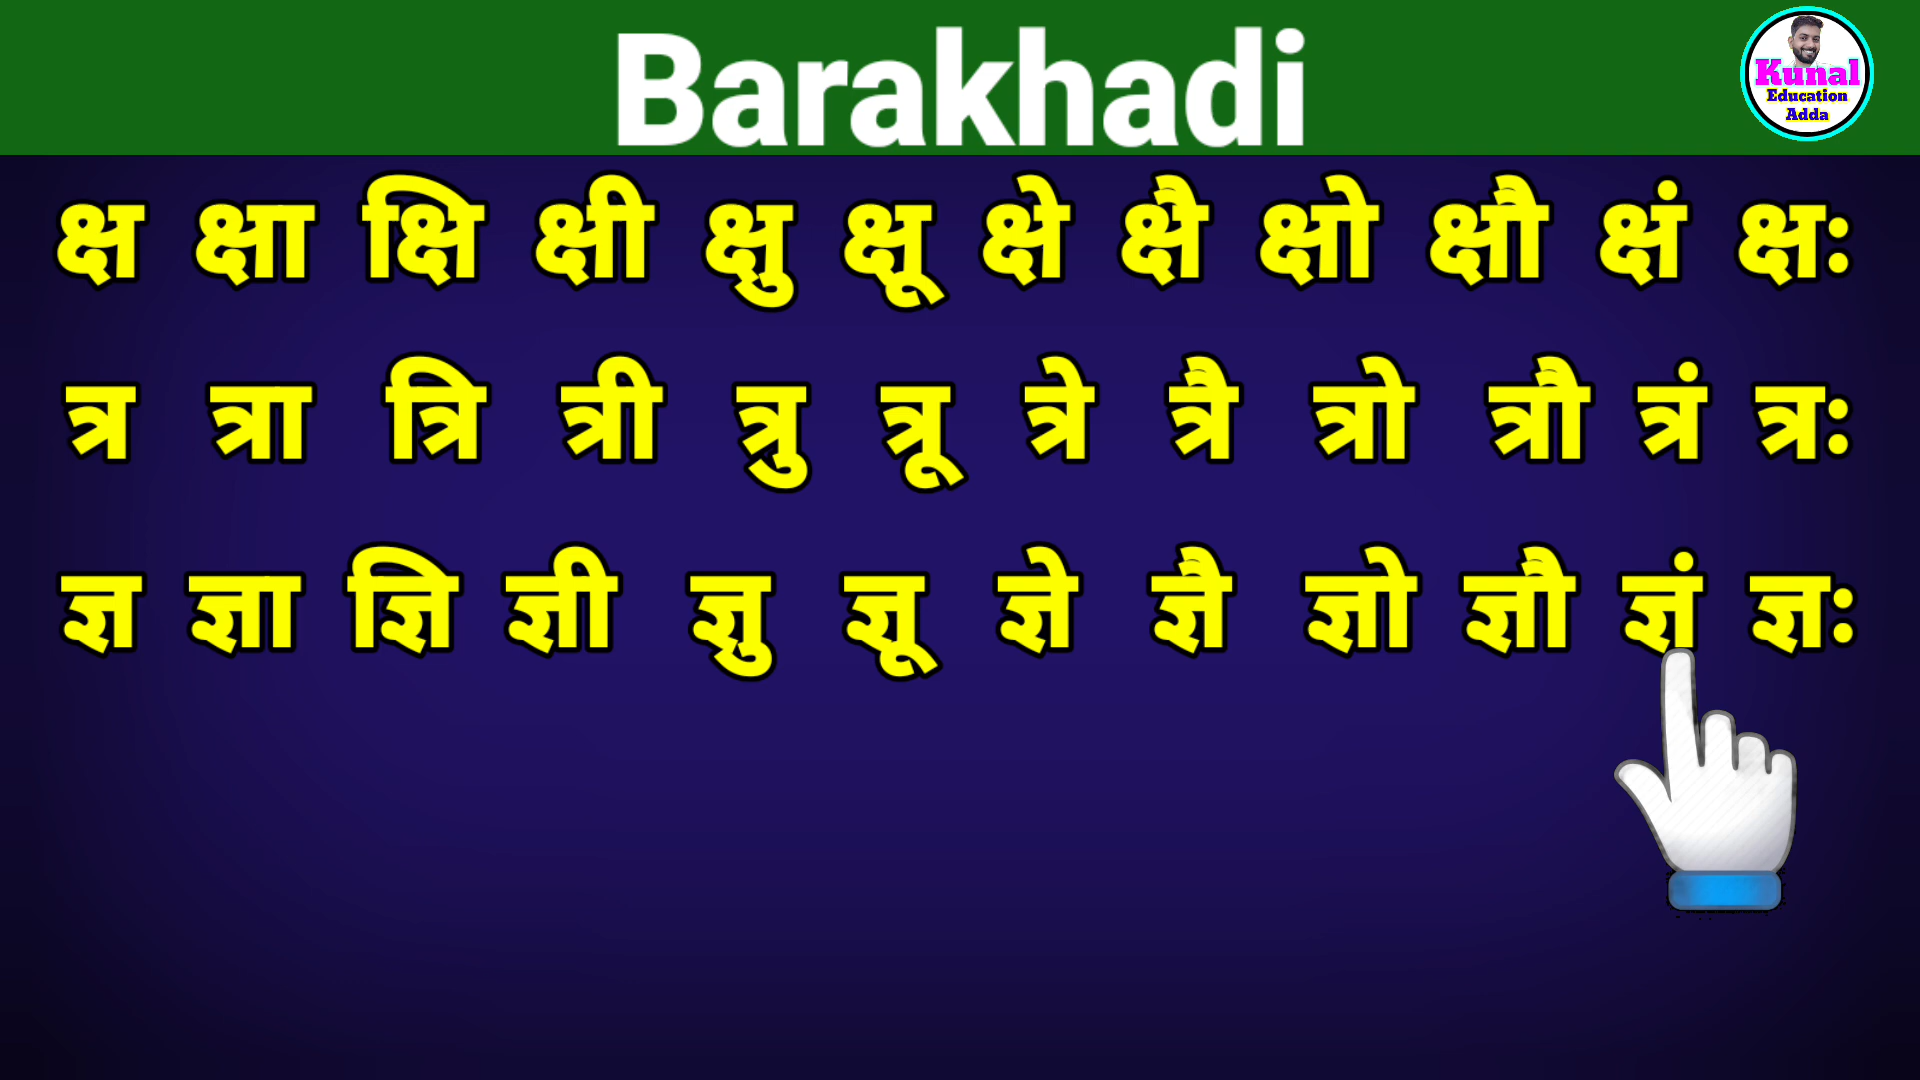 Barakhadi
Kunal
Education
Adda
क्ष क्षा क्षि क्षी क्षु क्षू क्षे क्षै क्षो क्षौ क्षं क्षः
त्र त्रा त्रि त्री त्रु त्रू त्रे त्रै त्रो त्रौ त्रं त्रः
ज्ञ ज्ञा ज्ञि ज्ञी ज्ञु ज्ञू ज्ञे ज्ञै ज्ञो ज्ञौ ज्ञं ज्ञः